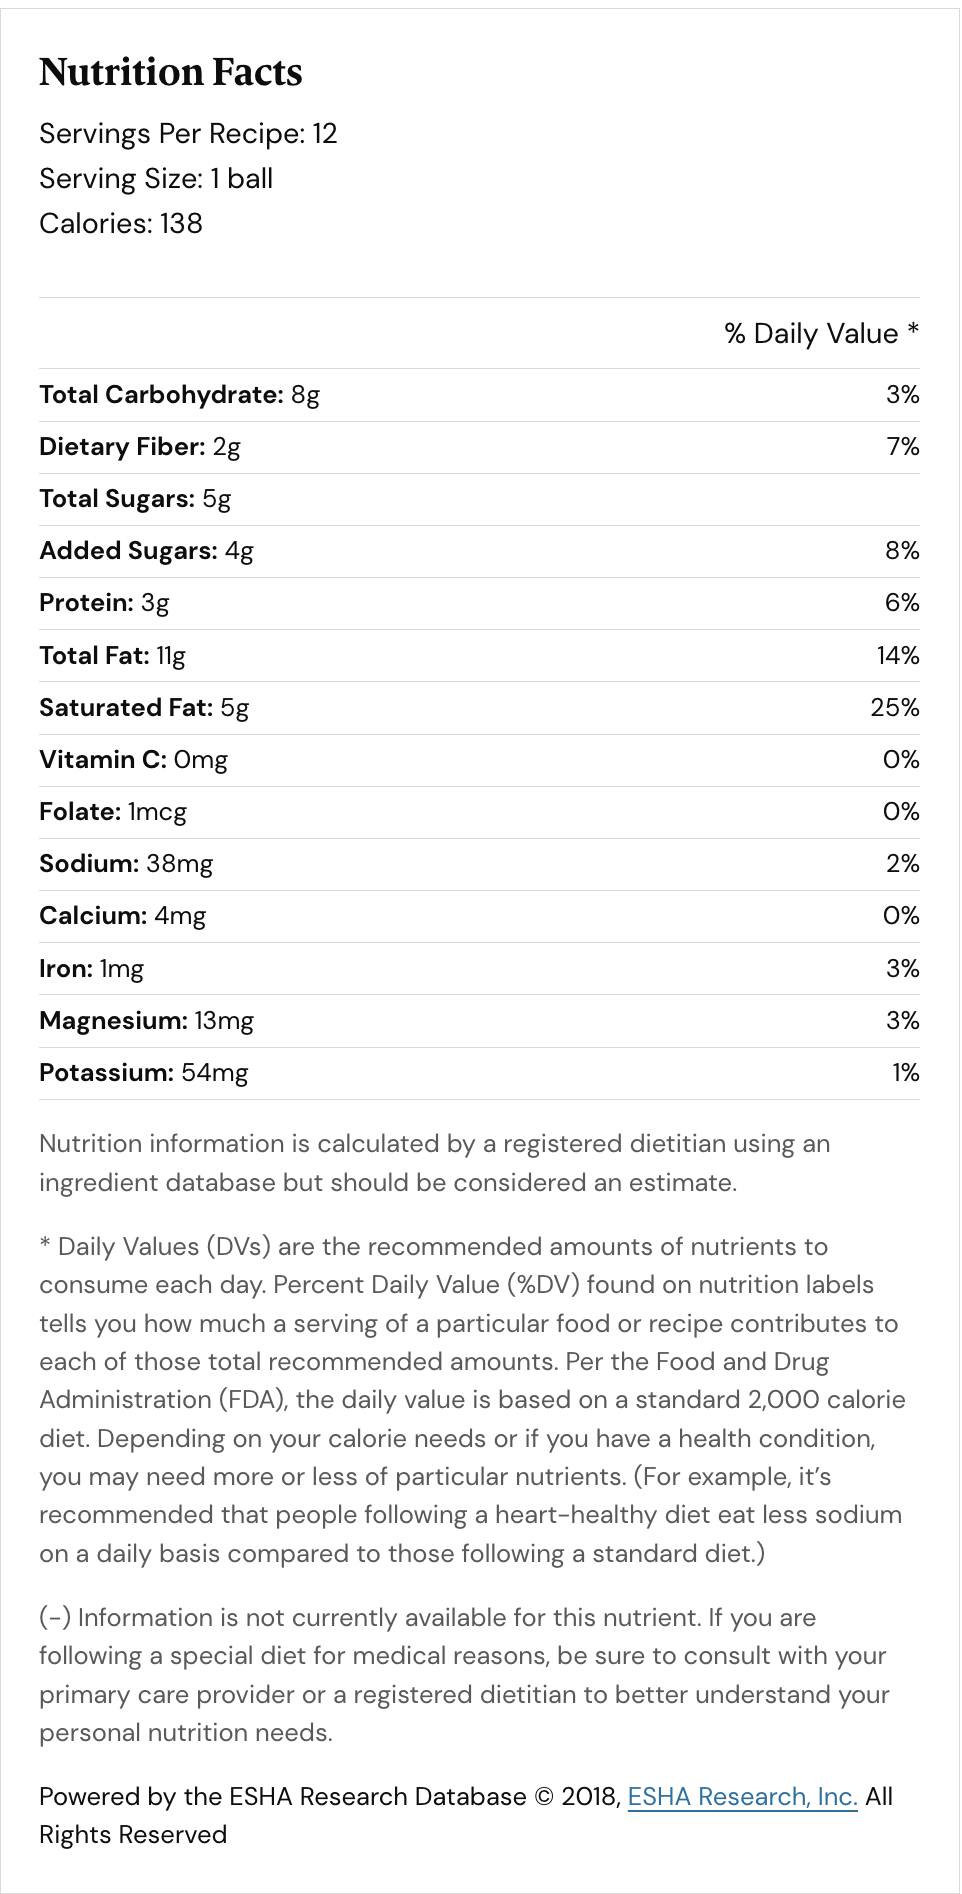 Nutrition Facts
Servings Per Recipe: 12
Serving Size: 1 ball
Calories: 138
% Daily Value *
Total Carbohydrate: 8g 3%
Dietary Fiber: 2g 7%
Total Sugars: 5g
Added Sugars: 4g 8%
Protein: 3g 6%
Total Fat: 11g 14%
Saturated Fat: 5g 25%
Vitamin C: 0mg 0%
Folate: 1mcg 0%
Sodium: 38mg 2%
Calcium: 4mg 0%
Iron: 1mg 3%
Magnesium: 13mg 3%
Potassium: 54mg 1%
Nutrition information is calculated by a registered dietitian using an
ingredient database but should be considered an estimate.
* Daily Values (DVs) are the recommended amounts of nutrients to
consume each day. Percent Daily Value (%DV) found on nutrition labels
tells you how much a serving of a particular food or recipe contributes to
each of those total recommended amounts. Per the Food and Drug
Administration (FDA), the daily value is based on a standard 2,000 calorie
diet. Depending on your calorie needs or if you have a health condition,
you may need more or less of particular nutrients. (For example, it’s
recommended that people following a heart-healthy diet eat less sodium
on a daily basis compared to those following a standard diet.)
(-) Information is not currently available for this nutrient. If you are
following a special diet for medical reasons, be sure to consult with your
primary care provider or a registered dietitian to better understand your
personal nutrition needs.
Powered by the ESHA Research Database © 2018, ESHA Research, Inc. All
Rights Reserved